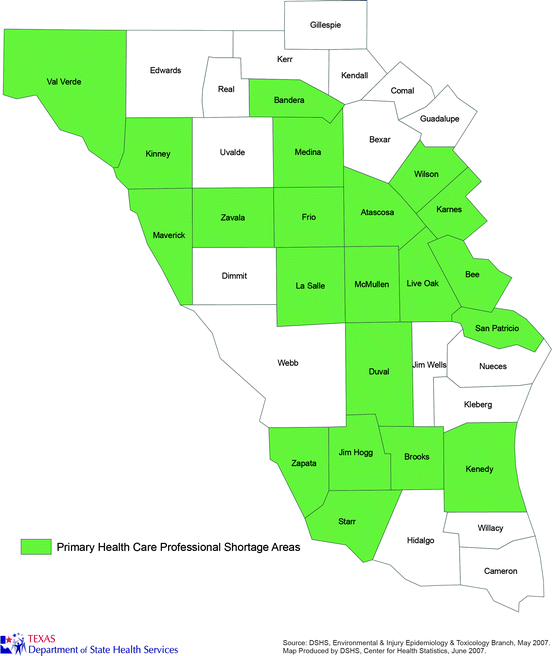 Gillespie
Val Verde
Edwards
Kerr
Real
Kendall
Bandera
Comal
Guadalupe
Kinney
Uvalde
Medina
Bexar
Wilson
Maverick
Zavala
Frio
Atascosa
Karnes
Dimmit
La Salle
McMullen
Live Oak
Bee
San Patricio
Webb
Duval
Jim Wells
Nueces
Kleberg
Zapata
Jim Hogg
Brooks
Kenedy
Starr
Hidalgo
Willacy
Cameron
Primary Health Care Professional Shortage Areas
TEXAS
Department of State Health Services
Source: DSHS, Environmental & Injury Epidemiology & Toxicology Branch, May 2007.
Map Produced by DSHS, Center for Health Statistics, June 2007.